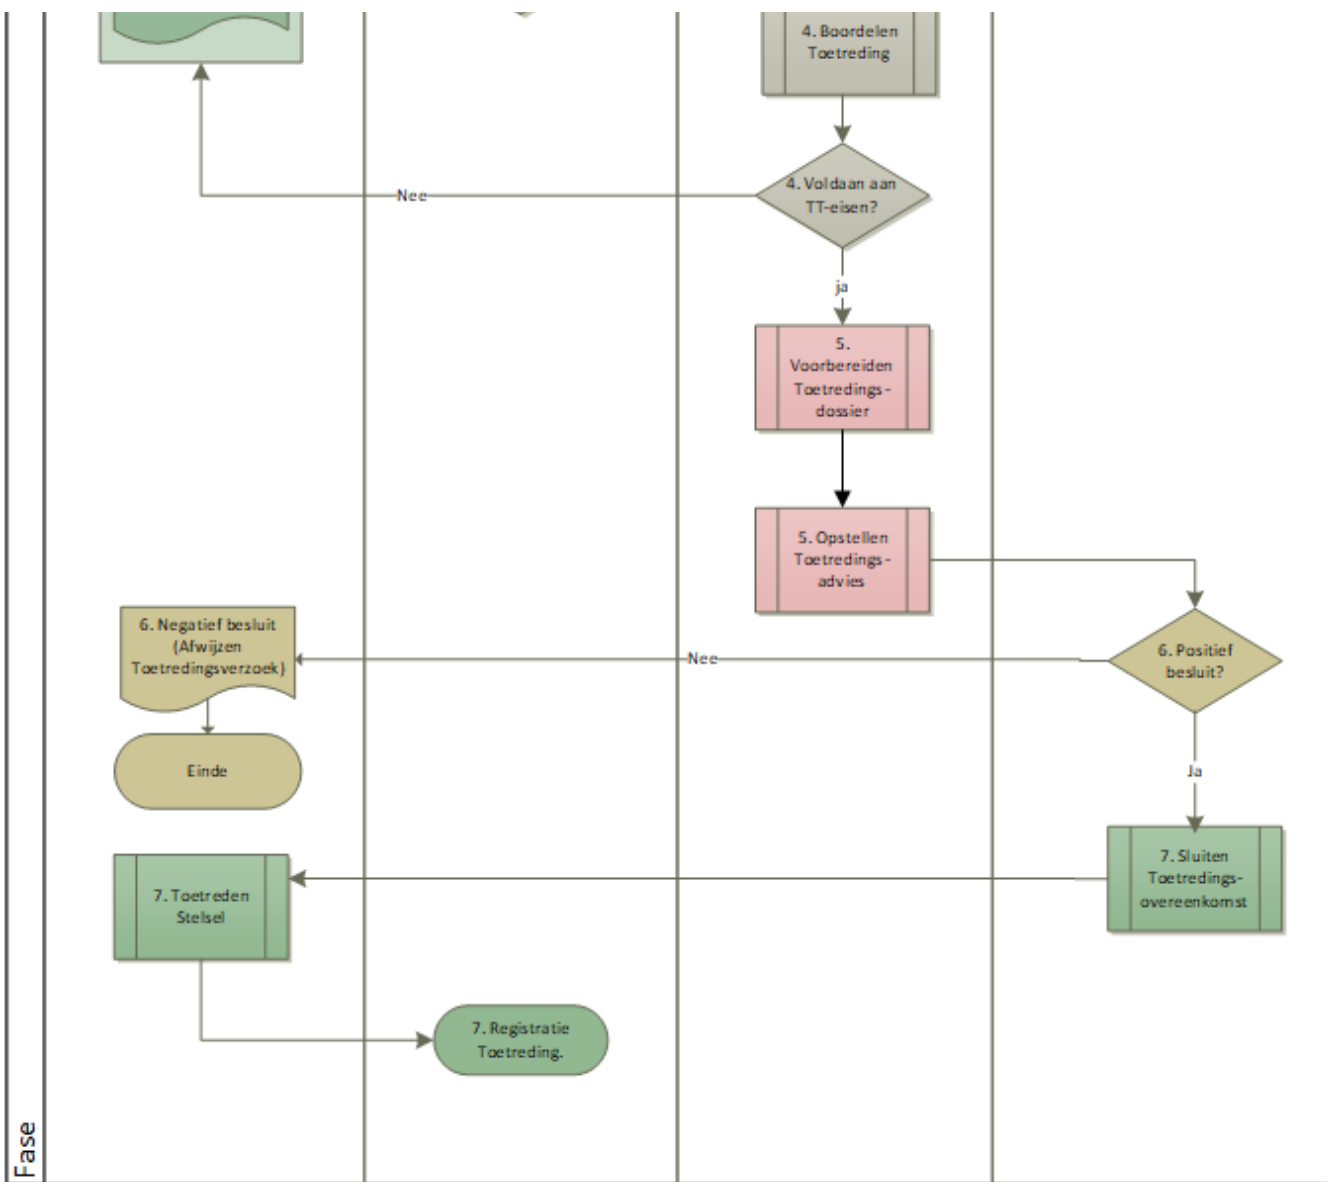 4. Boordelen
Toetreding
4. Voldaan aan
TT-eisen?
Nee
ja
5.
Voorbereiden
Toetredings-
dossier
5. Opstellen
Toetredings-
advies
6. Positief
besluit?
Nee
6. Negatief besluit
(Afwijzen
Toetredingsverzoek)
Einde
Ja
7. Sluiten
Toetredings-
overeenkomst
7. Toetreden
Stelsel
7. Registratie
Toetreding.
Fase